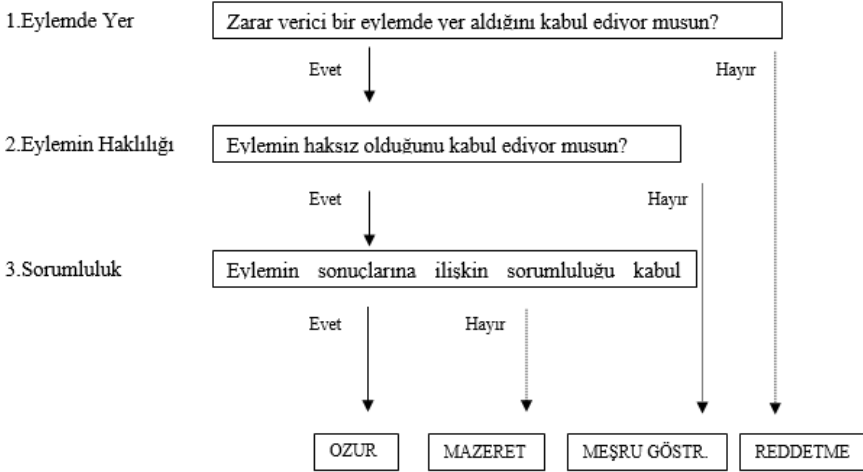 1.Eylemde Yer
Zarar verici bir eylemde yer aldığını kabul ediyor musun?
Evet
Hayır
2.Eylemin Haklılığı
Eylemin haksız olduğunu kabul ediyor musun?
Evet
Hayır
3.Sorumluluk
Eylemin sonuçlarına ilişkin sorumluluğu kabul
Evet
Hayır
OZUR
MAZERET
MEŞRU GÖSTR.
REDDETME